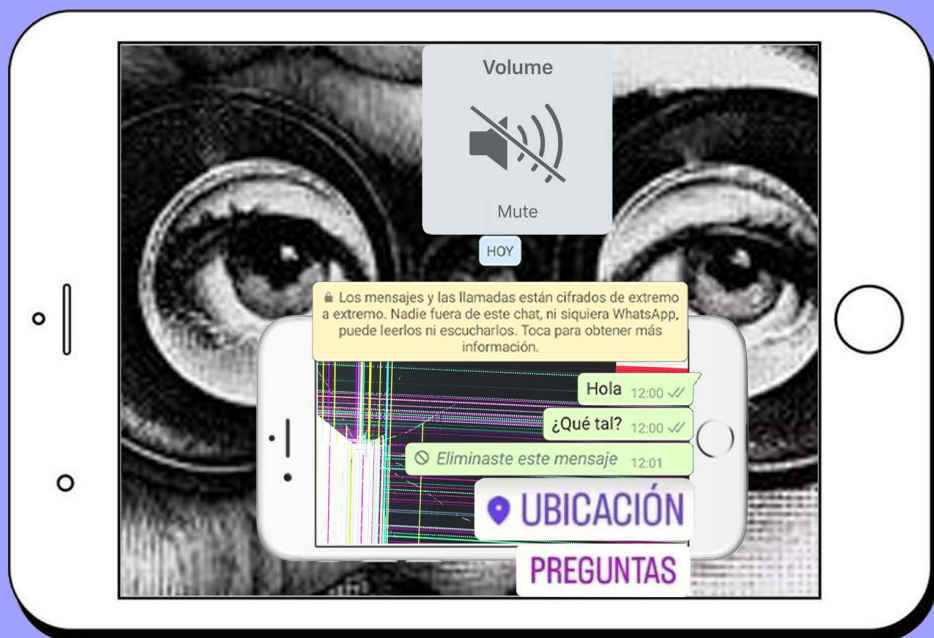 Volume
Mute
HOY
Los mensajes y las llamadas están cifrados de extremo
a extremo. Nadie fuera de este chat, ni siquiera WhatsApp,
puede leerlos ni escucharlos. Toca para obtener más
información.
Hola 12:00
¿Qué tal? 12:00
Eliminaste este mensaje 12:01
UBICACIÓN
PREGUNTAS